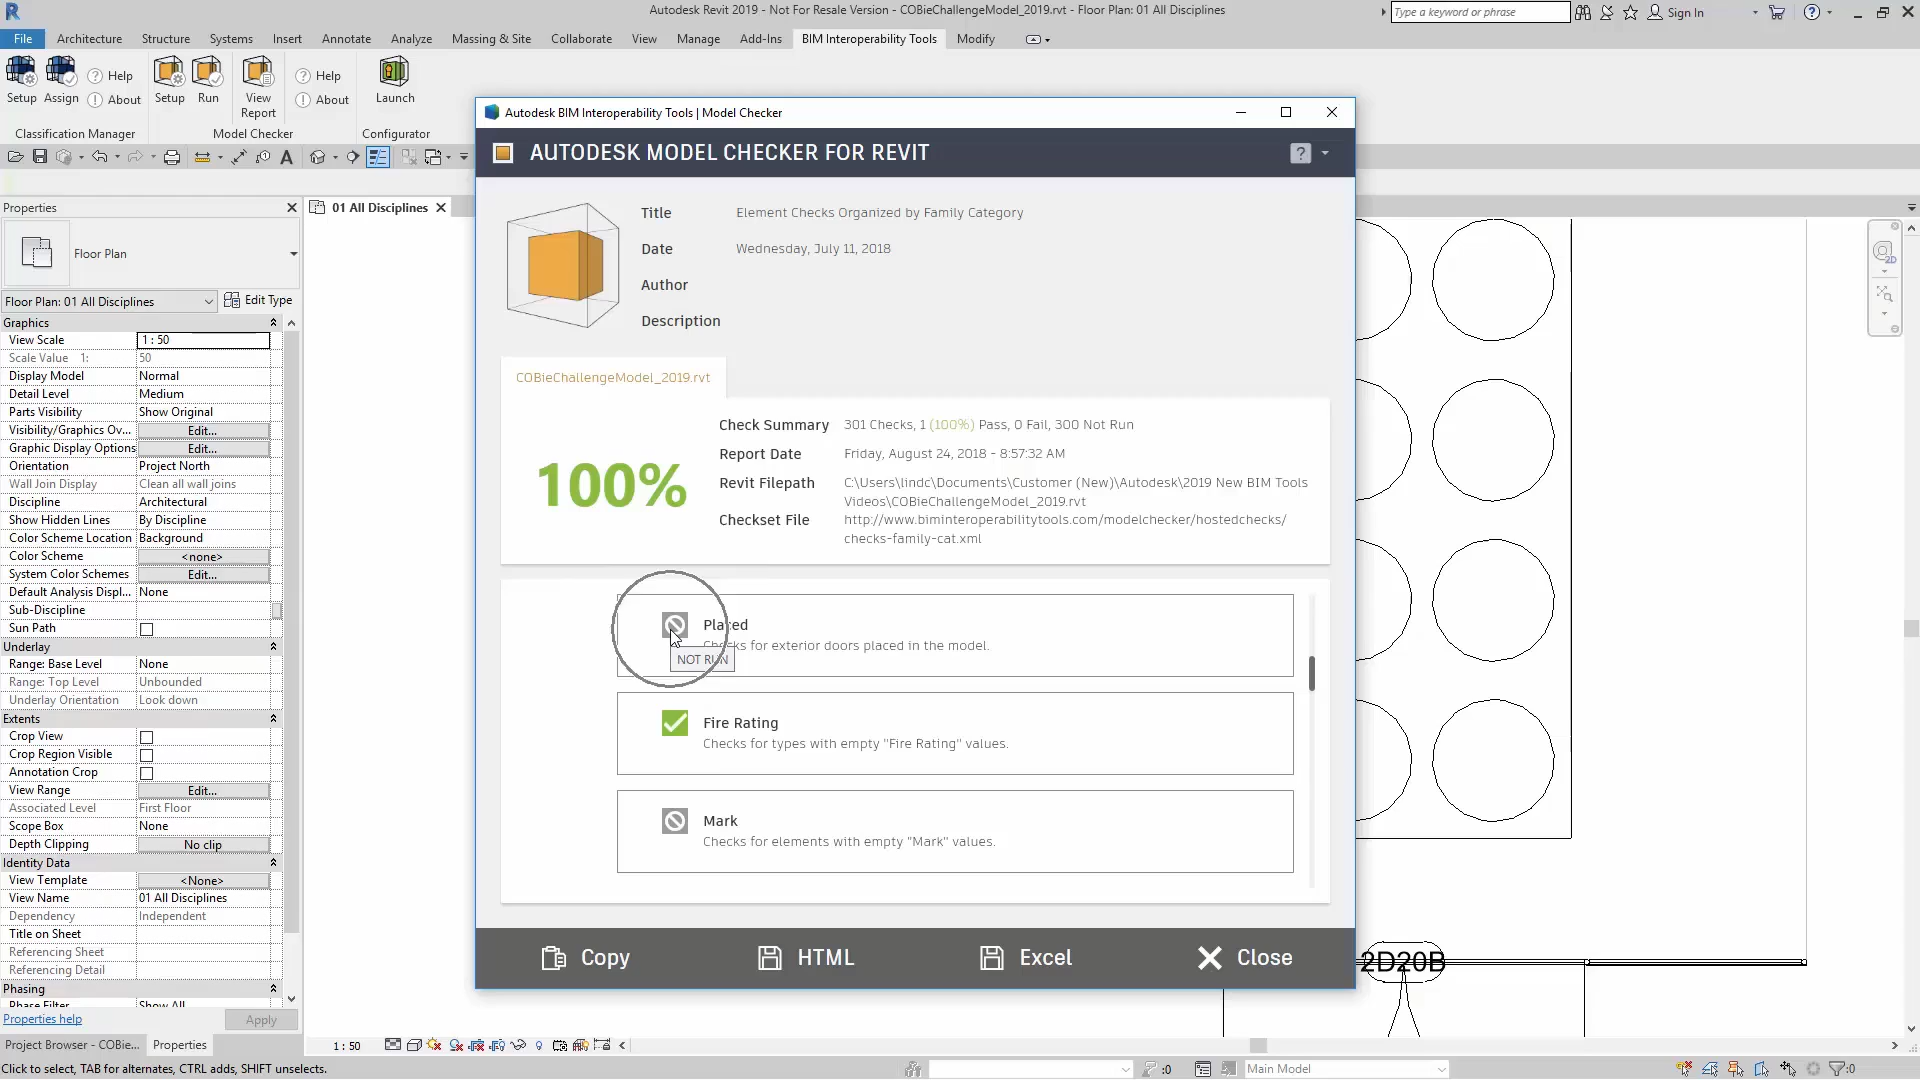 Autodesk Revit 2019 - Not For Resale Version - COBieChallengeModel_2019.rvt - Floor Plan: 01 All Disciplines
Type a keyword or phrase
Sign In
File Architecture Structure Systems Insert Annotate Analyze Massing & Site Collaborate View Manage Add-Ins BIM Interoperability Tools Modify
Help
Help
Setup Assign About Setup Run View Report About Launch
Classification Manager Model Checker Configurator
Properties
01 All Disciplines
Floor Plan
Floor Plan: 01 All Disciplines Edit Type
Graphics
View Scale 1 : 50
Scale Value 1: 50
Display Model Normal
Detail Level Medium
Parts Visibility Show Original
Visibility/Graphics Ov... Edit...
Graphic Display Options Edit...
Orientation Project North
Wall Join Display Clean all wall joins
Discipline Architectural
Show Hidden Lines By Discipline
Color Scheme Location Background
Color Scheme <none>
System Color Schemes Edit...
Default Analysis Displ... None
Sub-Discipline
Sun Path
Underlay
Range: Base Level None
Range: Top Level Unbounded
Underlay Orientation Look down
Extents
Crop View
Crop Region Visible
Annotation Crop
View Range Edit...
Associated Level First Floor
Scope Box None
Depth Clipping No clip
Identity Data
View Template <None>
View Name 01 All Disciplines
Dependency Independent
Title on Sheet
Referencing Sheet
Referencing Detail
Phasing
Phase Filter Show All
Properties help Apply
Project Browser - COBie... Properties
Click to select, TAB for alternates, CTRL adds, SHIFT unselects.
Autodesk BIM Interoperability Tools | Model Checker
AUTODESK MODEL CHECKER FOR REVIT
?
Title Element Checks Organized by Family Category
Date Wednesday, July 11, 2018
Author
Description
COBieChallengeModel_2019.rvt
100%
Check Summary 301 Checks, 1 (100%) Pass, 0 Fail, 300 Not Run
Report Date Friday, August 24, 2018 - 8:57:32 AM
Revit Filepath C:\Users\lindc\Documents\Customer (New)\Autodesk\2019 New BIM Tools
Videos\COBieChallengeModel_2019.rvt
Checkset File http://www.biminteroperabilitytools.com/modelchecker/hostedchecks/
checks-family-cat.xml
Placed
for exterior doors placed in the model.
NOT RUN
Fire Rating
Checks for types with empty "Fire Rating" values.
Mark
Checks for elements with empty "Mark" values.
Copy HTML Excel Close
2D20B
2D
1 : 50
:0 Main Model :0